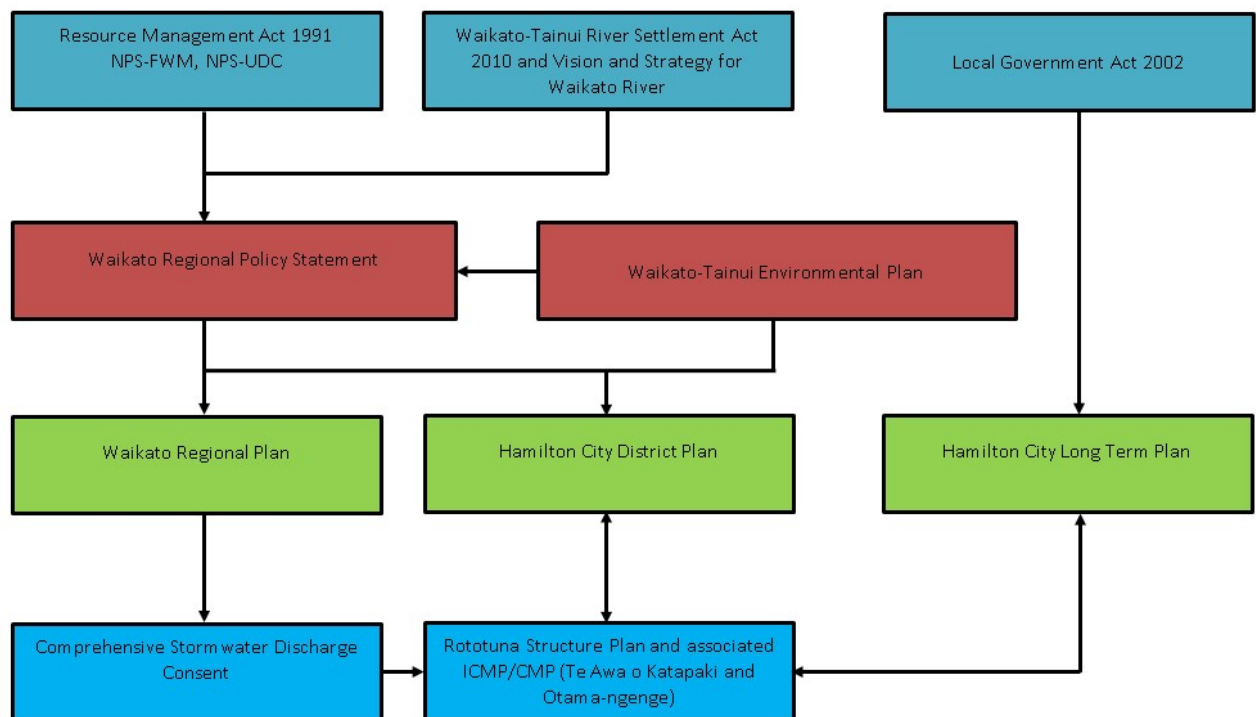 Resource Management Act 1991
NPS-FWM, NPS-UDC
Waikato-Tainui River Settlement Act
2010 and Vision and Strategy for
Waikato River
Local Government Act 2002
Waikato Regional Policy Statement
Waikato-Tainui Environmental Plan
Waikato Regional Plan
Hamilton City District Plan
Hamilton City Long Term Plan
Comprehensive Stormwater Discharge
Consent
Rototuna Structure Plan and associated
ICMP/CMP (Te Awa o Katapaki and
Otama-ngenge)